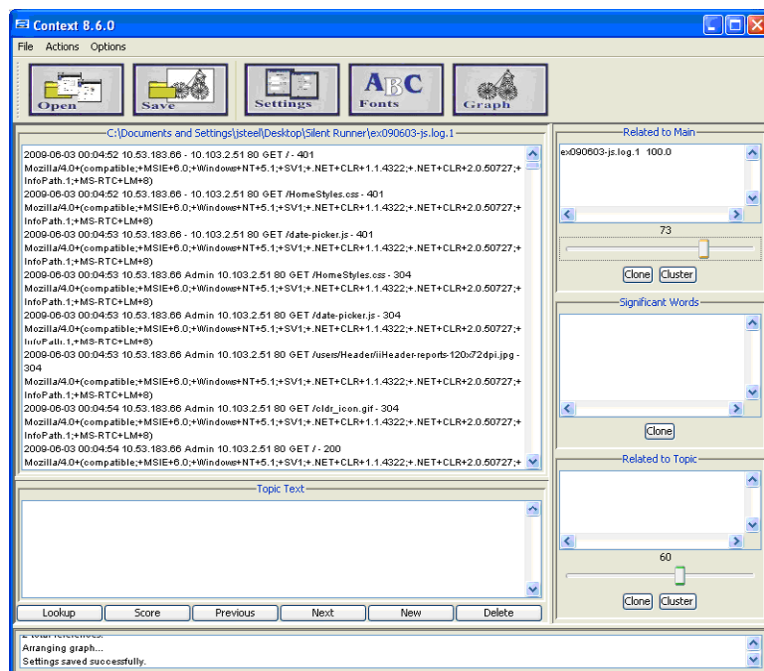 Context 8.6.0
File Actions Options
Open
Save
Settings
ABC
Fonts
Graph
C:\Documents and Settings\jsteel\Desktop\Silent Runner\ex090603-js.log.1
2009-06-03 00:04:52 10.53.183.66 - 10.103.2.51 80 GET / - 401
Mozilla/4.0+(compatible;+MSIE+6.0;+Windows+NT+5.1;+SV1;+.NET+CLR+1.1.4322;+.NET+CLR+2.0.50727;+
InfoPath.1;+MS-RTC+LM+8)
2009-06-03 00:04:52 10.53.183.66 - 10.103.2.51 80 GET /HomeStyles.css - 401
Mozilla/4.0+(compatible;+MSIE+6.0;+Windows+NT+5.1;+SV1;+.NET+CLR+1.1.4322;+.NET+CLR+2.0.50727;+
InfoPath.1;+MS-RTC+LM+8)
2009-06-03 00:04:53 10.53.183.66 - 10.103.2.51 80 GET /date-picker.js - 401
Mozilla/4.0+(compatible;+MSIE+6.0;+Windows+NT+5.1;+SV1;+.NET+CLR+1.1.4322;+.NET+CLR+2.0.50727;+
InfoPath.1;+MS-RTC+LM+8)
2009-06-03 00:04:53 10.53.183.66 Admin 10.103.2.51 80 GET /HomeStyles.css - 304
Mozilla/4.0+(compatible;+MSIE+6.0;+Windows+NT+5.1;+SV1;+.NET+CLR+1.1.4322;+.NET+CLR+2.0.50727;+
InfoPath.1;+MS-RTC+LM+8)
2009-06-03 00:04:53 10.53.183.66 Admin 10.103.2.51 80 GET /date-picker.js - 304
Mozilla/4.0+(compatible;+MSIE+6.0;+Windows+NT+5.1;+SV1;+.NET+CLR+1.1.4322;+.NET+CLR+2.0.50727;+
InfoPath.1;+MS-RTC+LM+8)
2009-06-03 00:04:53 10.53.183.66 Admin 10.103.2.51 80 GET /users/Header/iiHeader-reports-120x72dpi.jpg -
304
Mozilla/4.0+(compatible;+MSIE+6.0;+Windows+NT+5.1;+SV1;+.NET+CLR+1.1.4322;+.NET+CLR+2.0.50727;+
InfoPath.1;+MS-RTC+LM+8)
2009-06-03 00:04:54 10.53.183.66 Admin 10.103.2.51 80 GET /cldr_icon.gif - 304
Mozilla/4.0+(compatible;+MSIE+6.0;+Windows+NT+5.1;+SV1;+.NET+CLR+1.1.4322;+.NET+CLR+2.0.50727;+
InfoPath.1;+MS-RTC+LM+8)
2009-06-03 00:04:54 10.53.183.66 Admin 10.103.2.51 80 GET / - 200
Mozilla/4.0+(compatible;+MSIE+6.0;+Windows+NT+5.1;+SV1;+.NET+CLR+1.1.4322;+.NET+CLR+2.0.50727;+
Topic Text
Lookup Score Previous Next New Delete
Related to Main
ex090603-js.log.1 100.0
73
Clone Cluster
Significant Words
Clone
Related to Topic
60
Clone Cluster
2 total references.
Arranging graph...
Settings saved successfully.